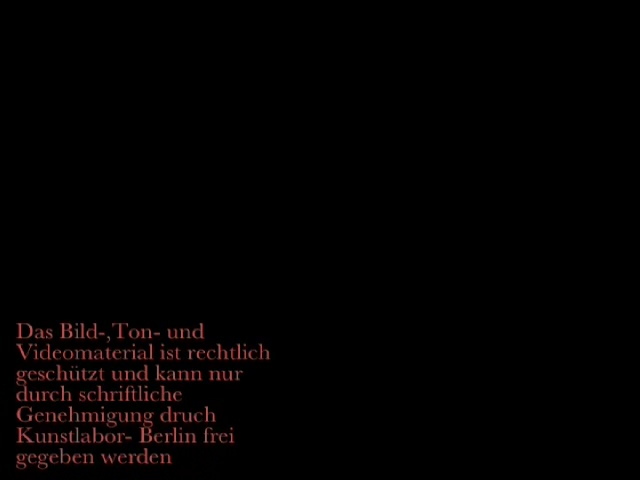 Das Bild-,Ton- und
Videomaterial ist rechtlich
geschützt und kann nur
durch schriftliche
Genehmigung druch
Kunstlabor- Berlin frei
gegeben werden